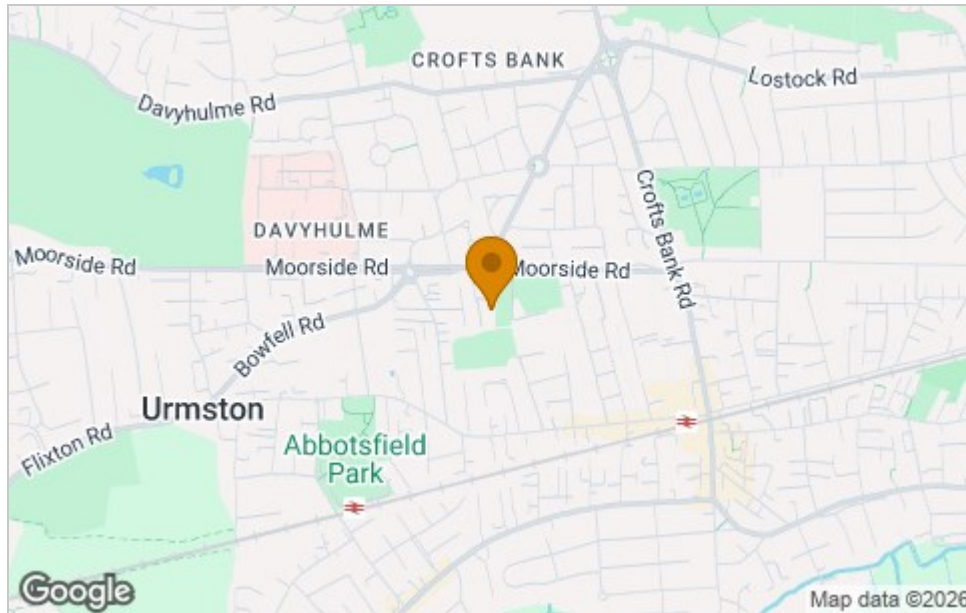 CROFTS BANK
Lostock Rd
Davyhulme Rd
Crofts Bank Rd
DAVYHULME
Moorside Rd
Moorside Rd
Moorside Rd
Bowfell Rd
Urmston
Flixton Rd
Abbotsfield
Park
Google
Map data ©2026